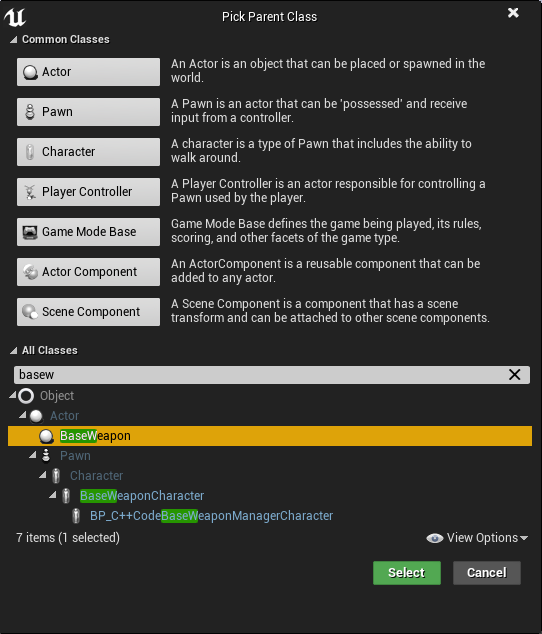 Pick Parent Class
Common Classes
Actor
An Actor is an object that can be placed or spawned in the
world.
Pawn
A Pawn is an actor that can be 'possessed' and receive
input from a controller.
Character
A character is a type of Pawn that includes the ability to
walk around.
Player Controller
A Player Controller is an actor responsible for controlling a
Pawn used by the player.
Game Mode Base
Game Mode Base defines the game being played, its rules,
scoring, and other facets of the game type.
Actor Component
An ActorComponent is a reusable component that can be
added to any actor.
Scene Component
A Scene Component is a component that has a scene
transform and can be attached to other scene components.
All Classes
basew
Object
Actor
BaseWeapon
Pawn
Character
BaseWeaponCharacter
BP_C++CodeBaseWeaponManagerCharacter
7 items (1 selected)
View Options
Select
Cancel